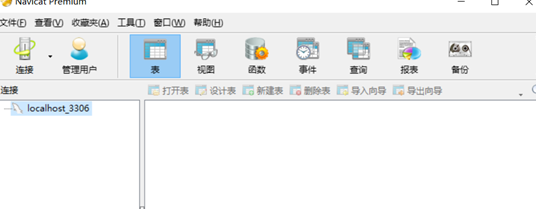 Navicat Premium
文件(F) 查看(V) 收藏夹(A) 工具(T) 窗口(W) 帮助(H)
连接 管理用户 表 视图 函数 事件 查询 报表 备份
连接 打开表 设计表 新建表 删除表 导入向导 导出向导
localhost_3306